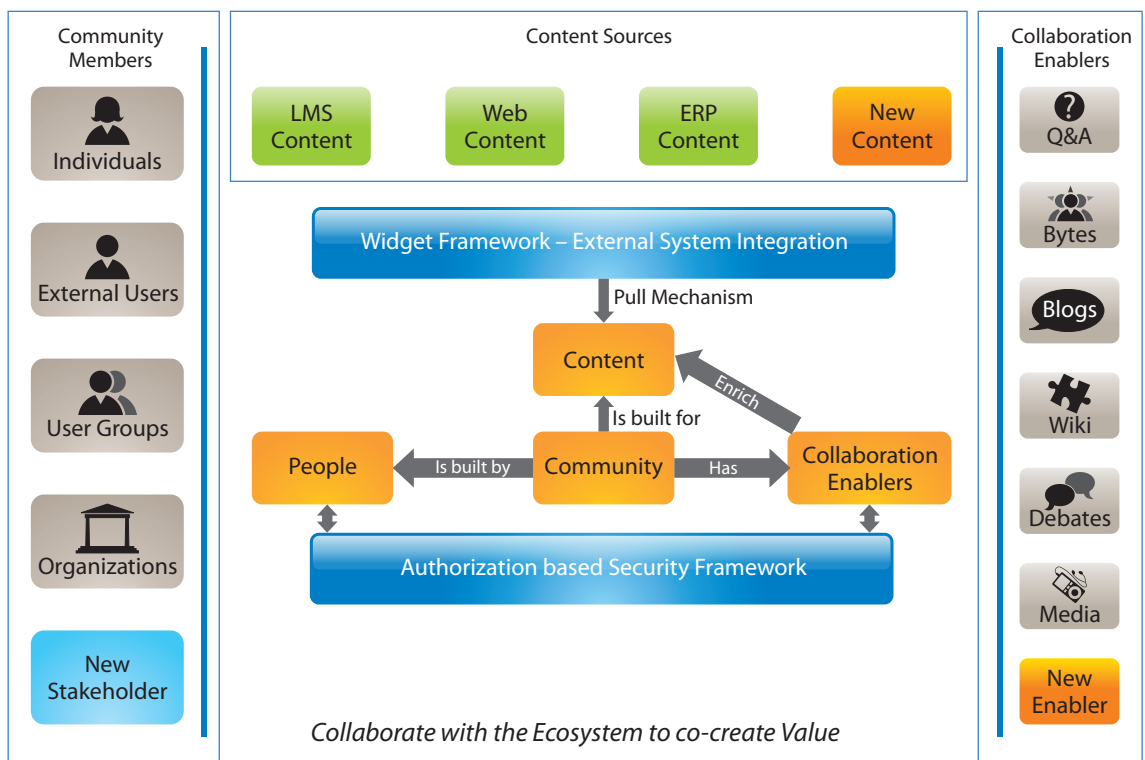 Community
Members
Individuals
External Users
User Groups
Organizations
New
Stakeholder
Content Sources
LMS
Content
Web
Content
ERP
Content
New
Content
Widget Framework – External System Integration
Pull Mechanism
Content
Enrich
Is built for
People
Is built by
Community
Has
Collaboration
Enablers
Authorization based Security Framework
Collaborate with the Ecosystem to co-create Value
Collaboration
Enablers
?
Q&A
Bytes
Blogs
Wiki
Debates
Media
New
Enabler